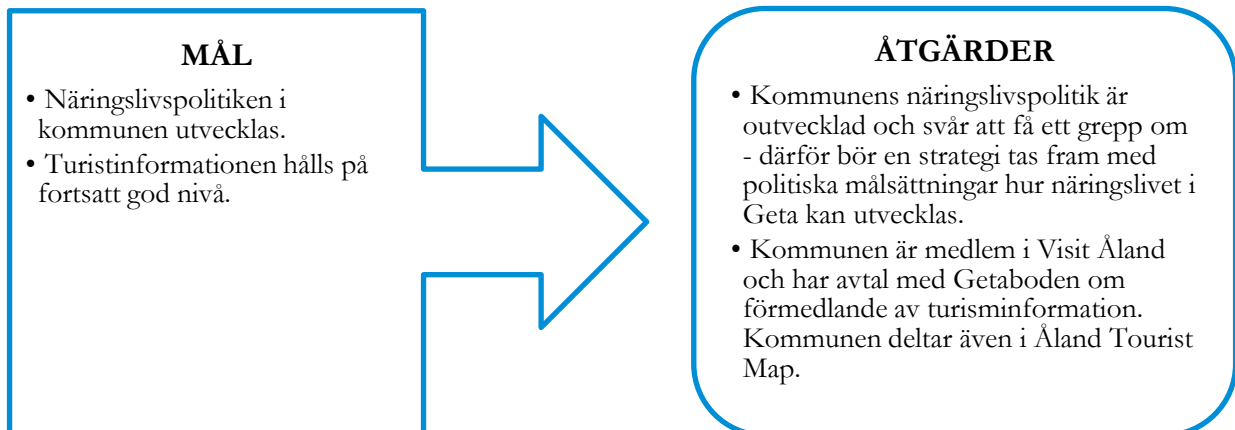 MÅL
• Näringslivspolitiken i
kommunen utvecklas.
• Turistinformationen hålls på
fortsatt god nivå.
ÅTGÄRDER
• Kommunens näringslivspolitik är
outvecklad och svår att få ett grepp om
- därför bör en strategi tas fram med
politiska målsättningar hur näringslivet i
Geta kan utvecklas.
• Kommunen är medlem i Visit Åland
och har avtal med Getaboden om
förmedlande av turisminformation.
Kommunen deltar även i Åland Tourist
Map.